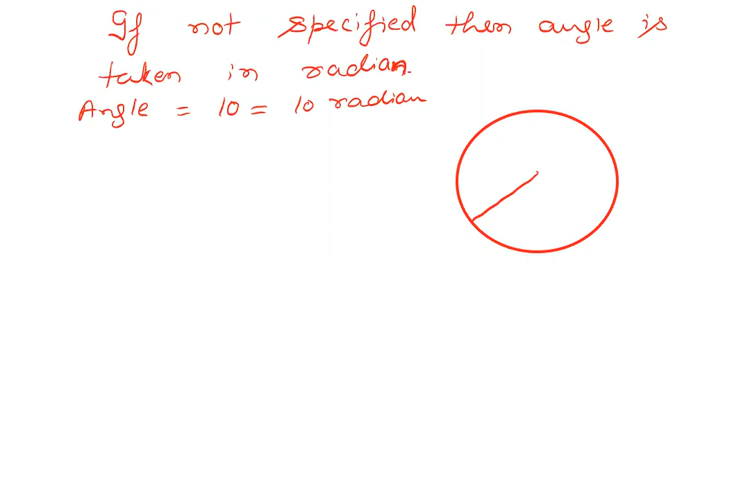 If not specified then angle is
taken in radian.
Angle = 10 = 10 radian